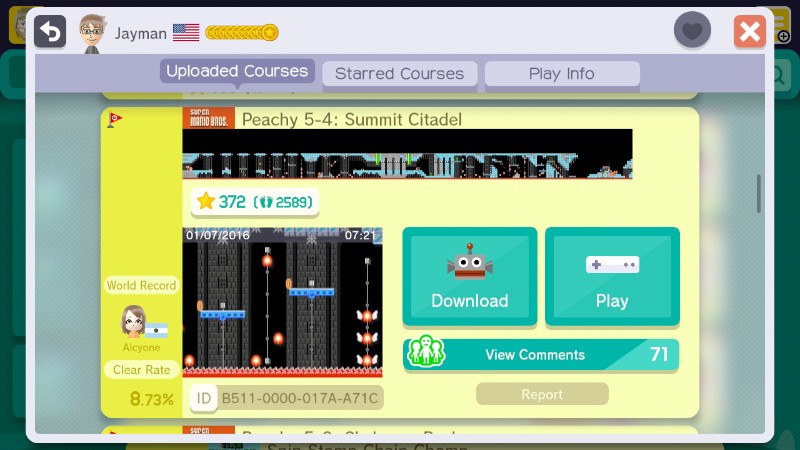 Jayman
Uploaded Courses
Starred Courses
Play Info
SUPER
MARIO BROS.
Peachy 5-4: Summit Citadel
372 (2589)
01/07/2016
07:21
World Record
Alcyone
Clear Rate
8.73%
Download
Play
View Comments
71
ID B511-0000-017A-A71C
Report